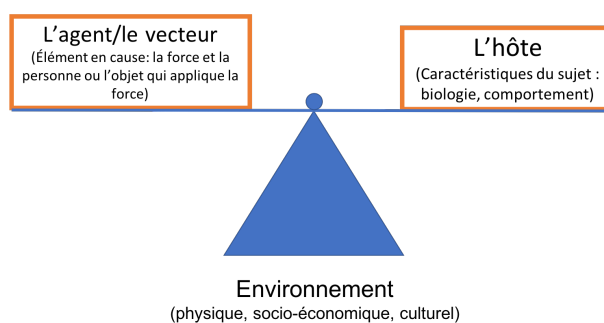 L'agent/le vecteur
(Élément en cause: la force et la
personne ou l'objet qui applique la
force)
L'hôte
(Caractéristiques du sujet :
biologie, comportement)
Environnement
(physique, socio-économique, culturel)